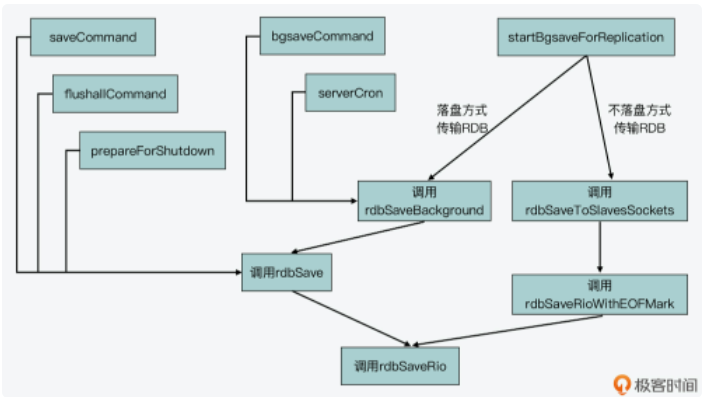 saveCommand
bgsaveCommand
startBgsaveForReplication
flushallCommand
serverCron
落盘方式
传输RDB
不落盘方式
传输RDB
prepareForShutdown
调用
rdbSaveBackground
调用
rdbSaveToSlavesSockets
调用rdbSave
调用
rdbSaveRioWithEOFMark
调用rdbSaveRio
极客时间